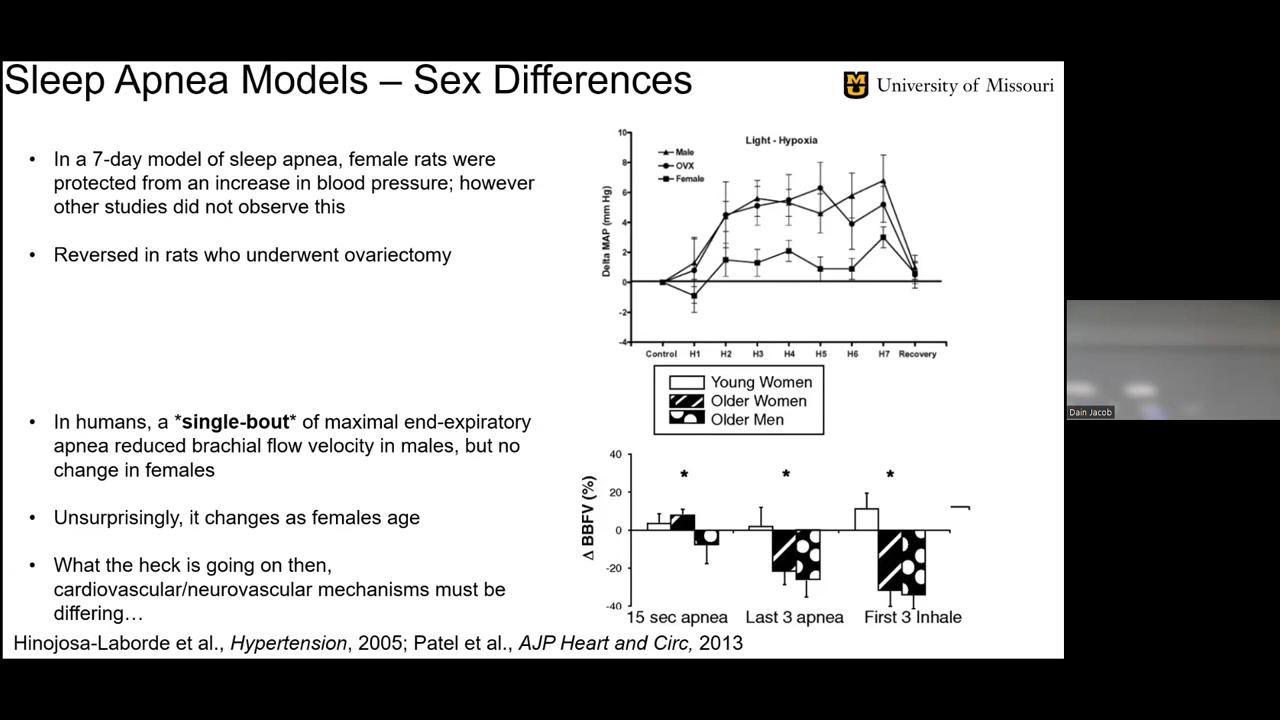 Sleep Apnea Models – Sex Differences
University of Missouri
• In a 7-day model of sleep apnea, female rats were
protected from an increase in blood pressure; however
other studies did not observe this
• Reversed in rats who underwent ovariectomy
Light - Hypoxia
Male
OVX
Female
Delta MAP (mm Hg)
10
8
6
4
2
0
-2
-4
Control H1 H2 H3 H4 H5 H6 H7 Recovery
• In humans, a *single-bout* of maximal end-expiratory
apnea reduced brachial flow velocity in males, but no
change in females
• Unsurprisingly, it changes as females age
• What the heck is going on then,
cardiovascular/neurovascular mechanisms must be
differing…
Young Women
Older Women
Older Men
Δ BBFV (%)
40
20
0
-20
-40
* * *
15 sec apnea Last 3 apnea First 3 Inhale
Hinojosa-Laborde et al., Hypertension, 2005; Patel et al., AJP Heart and Circ, 2013
Dain Jacob